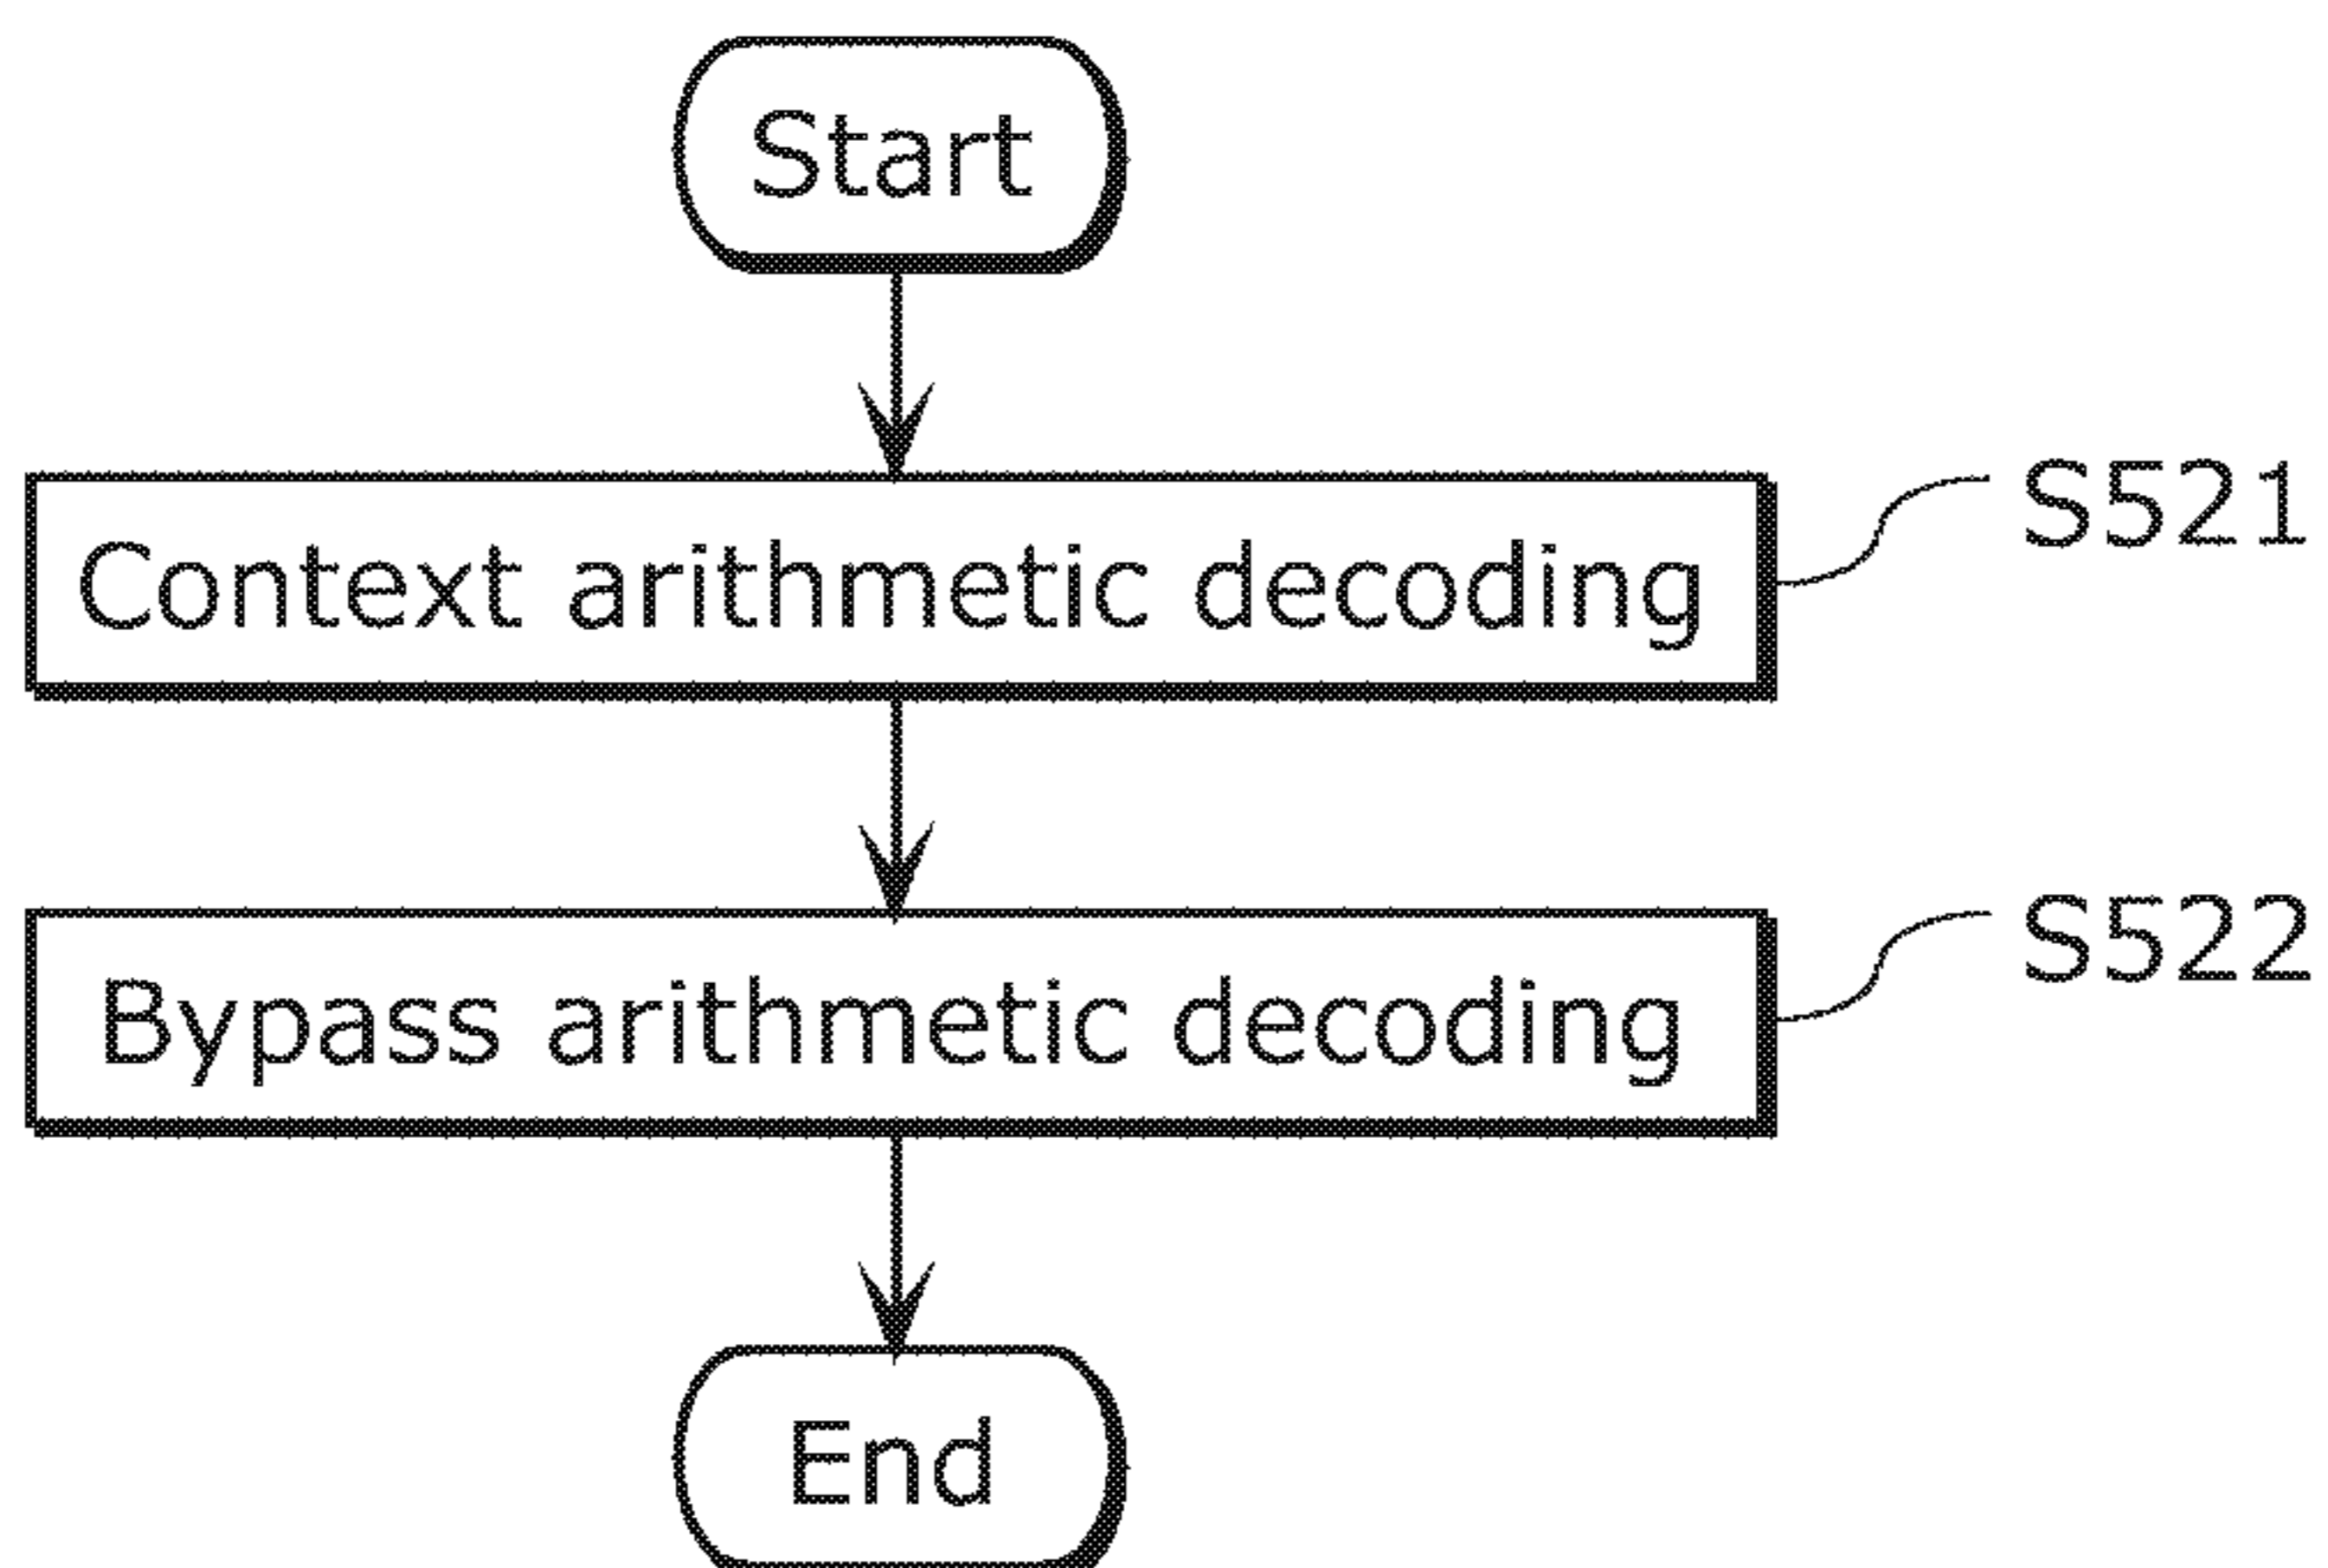 Start
Context arithmetic decoding
S521
Bypass arithmetic decoding
S522
End